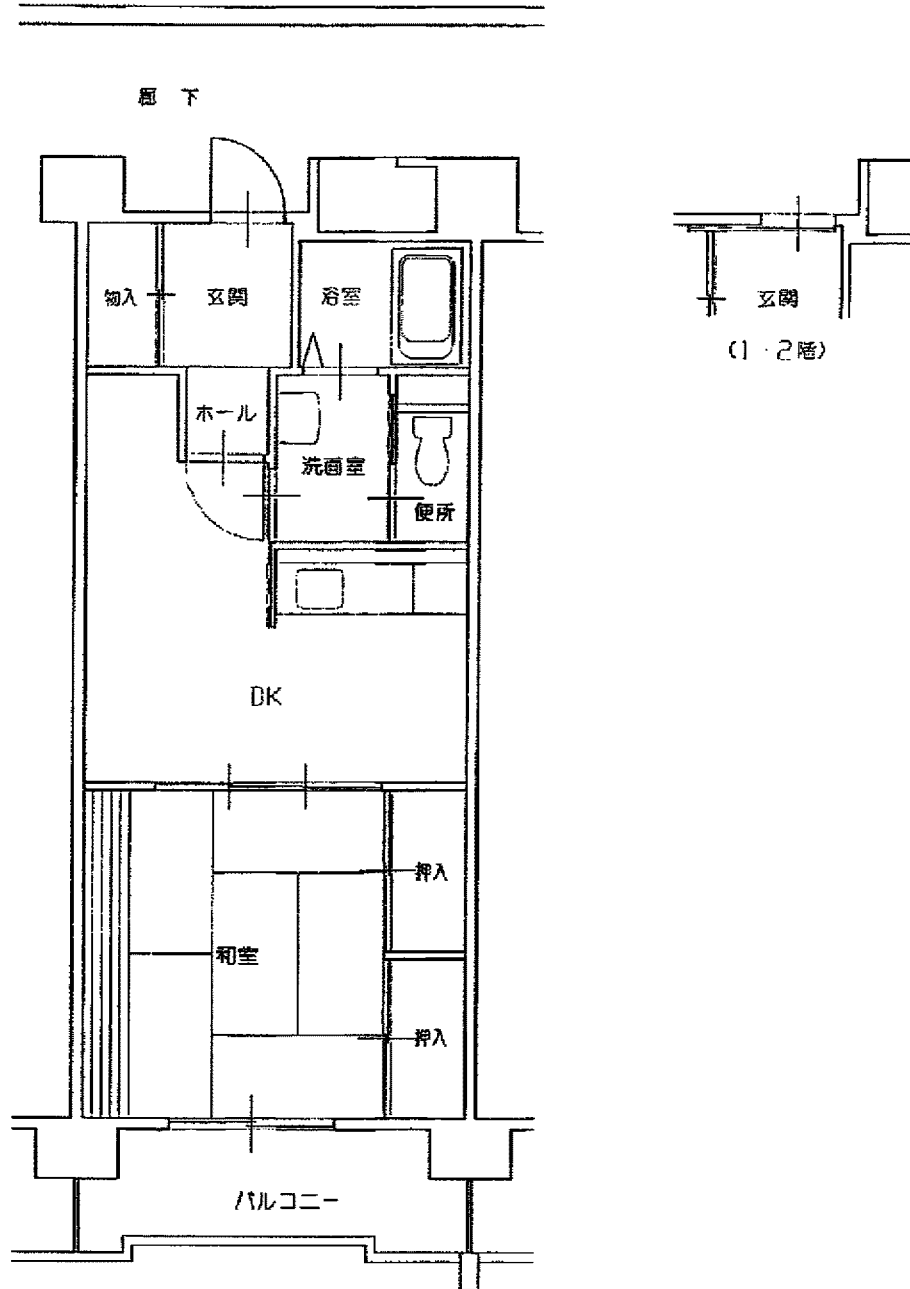 廊 下
物入
玄関
浴室
玄関
(1・2階)
ホール
洗面室
便所
DK
押入
和室
押入
バルコニー